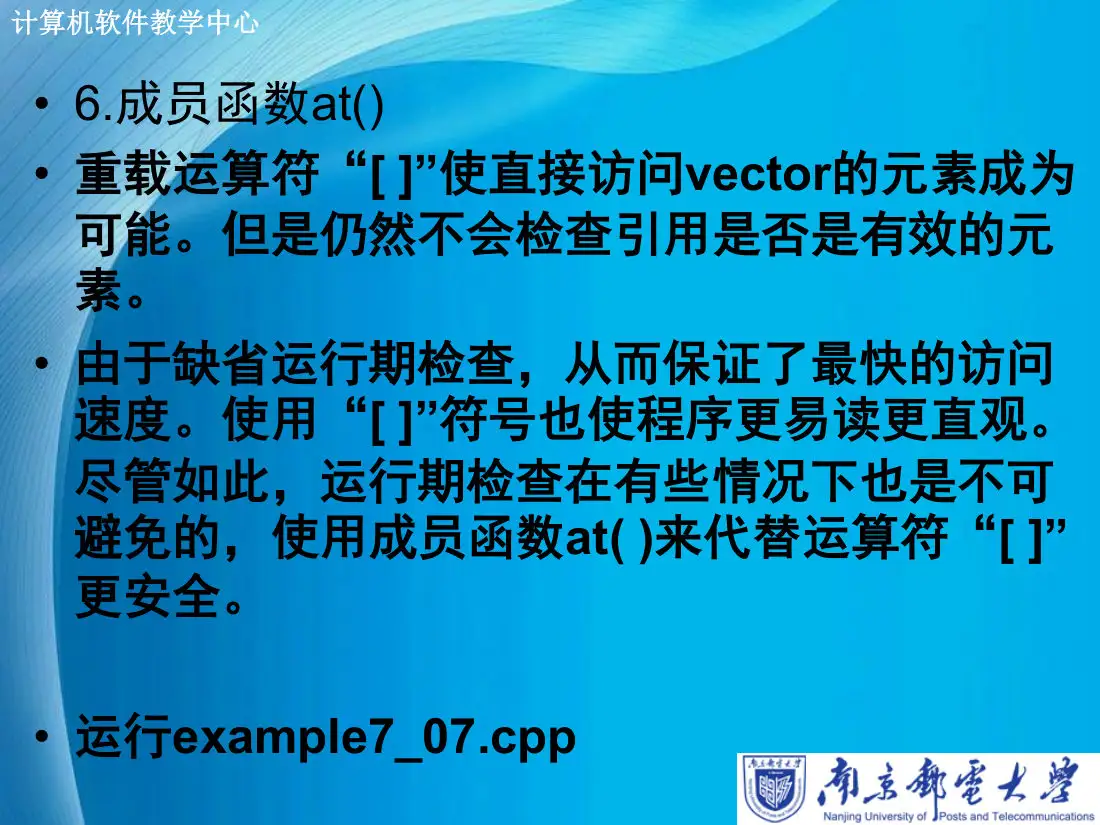 计算机软件教学中心
• 6.成员函数at()
• 重载运算符“[ ]”使直接访问vector的元素成为
可能。但是仍然不会检查引用是否是有效的元
素。
• 由于缺省运行期检查，从而保证了最快的访问
速度。使用“[ ]”符号也使程序更易读更直观。
尽管如此，运行期检查在有些情况下也是不可
避免的，使用成员函数at( )来代替运算符“[ ]”
更安全。
• 运行example7_07.cpp
南京郵電大學
Nanjing University of Posts and Telecommunications